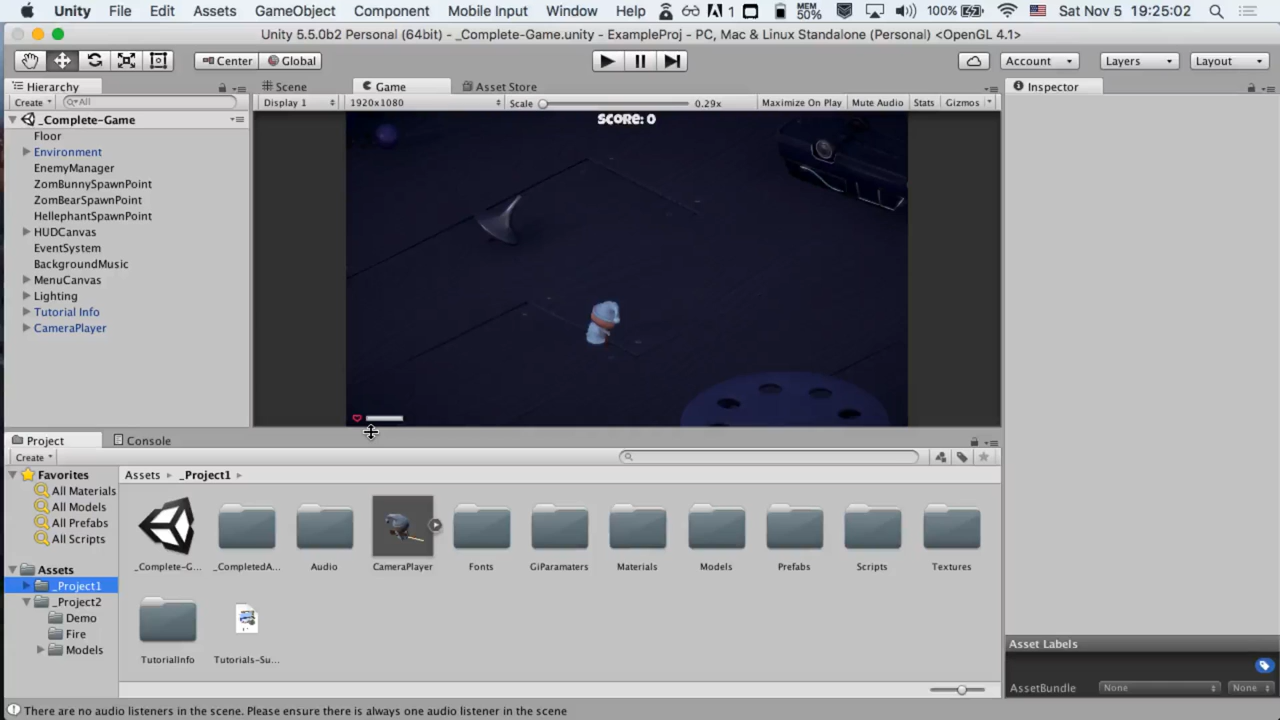 Unity File Edit Assets GameObject Component Mobile Input Window Help 1 MEM 50% 100% Sat Nov 5 19:25:02
Unity 5.5.0b2 Personal (64bit) - _Complete-Game.unity - ExampleProj - PC, Mac & Linux Standalone (Personal) <OpenGL 4.1>
Center Global Account Layers Layout
Hierarchy Scene Game Asset Store Inspector
Create All Display 1 1920x1080 Scale 0.29x Maximize On Play Mute Audio Stats Gizmos
_Complete-Game
SCORE: 0
Floor
Environment
EnemyManager
ZomBunnySpawnPoint
ZomBearSpawnPoint
HellephantSpawnPoint
HUDCanvas
EventSystem
BackgroundMusic
MenuCanvas
Lighting
Tutorial Info
CameraPlayer
Project Console
Create
Favorites
All Materials
All Models
All Prefabs
All Scripts
Assets
_Project1
_Project2
Demo
Fire
Models
Assets _Project1
_Complete-G... _CompletedA... Audio CameraPlayer Fonts GiParamaters Materials Models Prefabs Scripts Textures
TutorialInfo Tutorials-Su...
Asset Labels
AssetBundle None None
There are no audio listeners in the scene. Please ensure there is always one audio listener in the scene